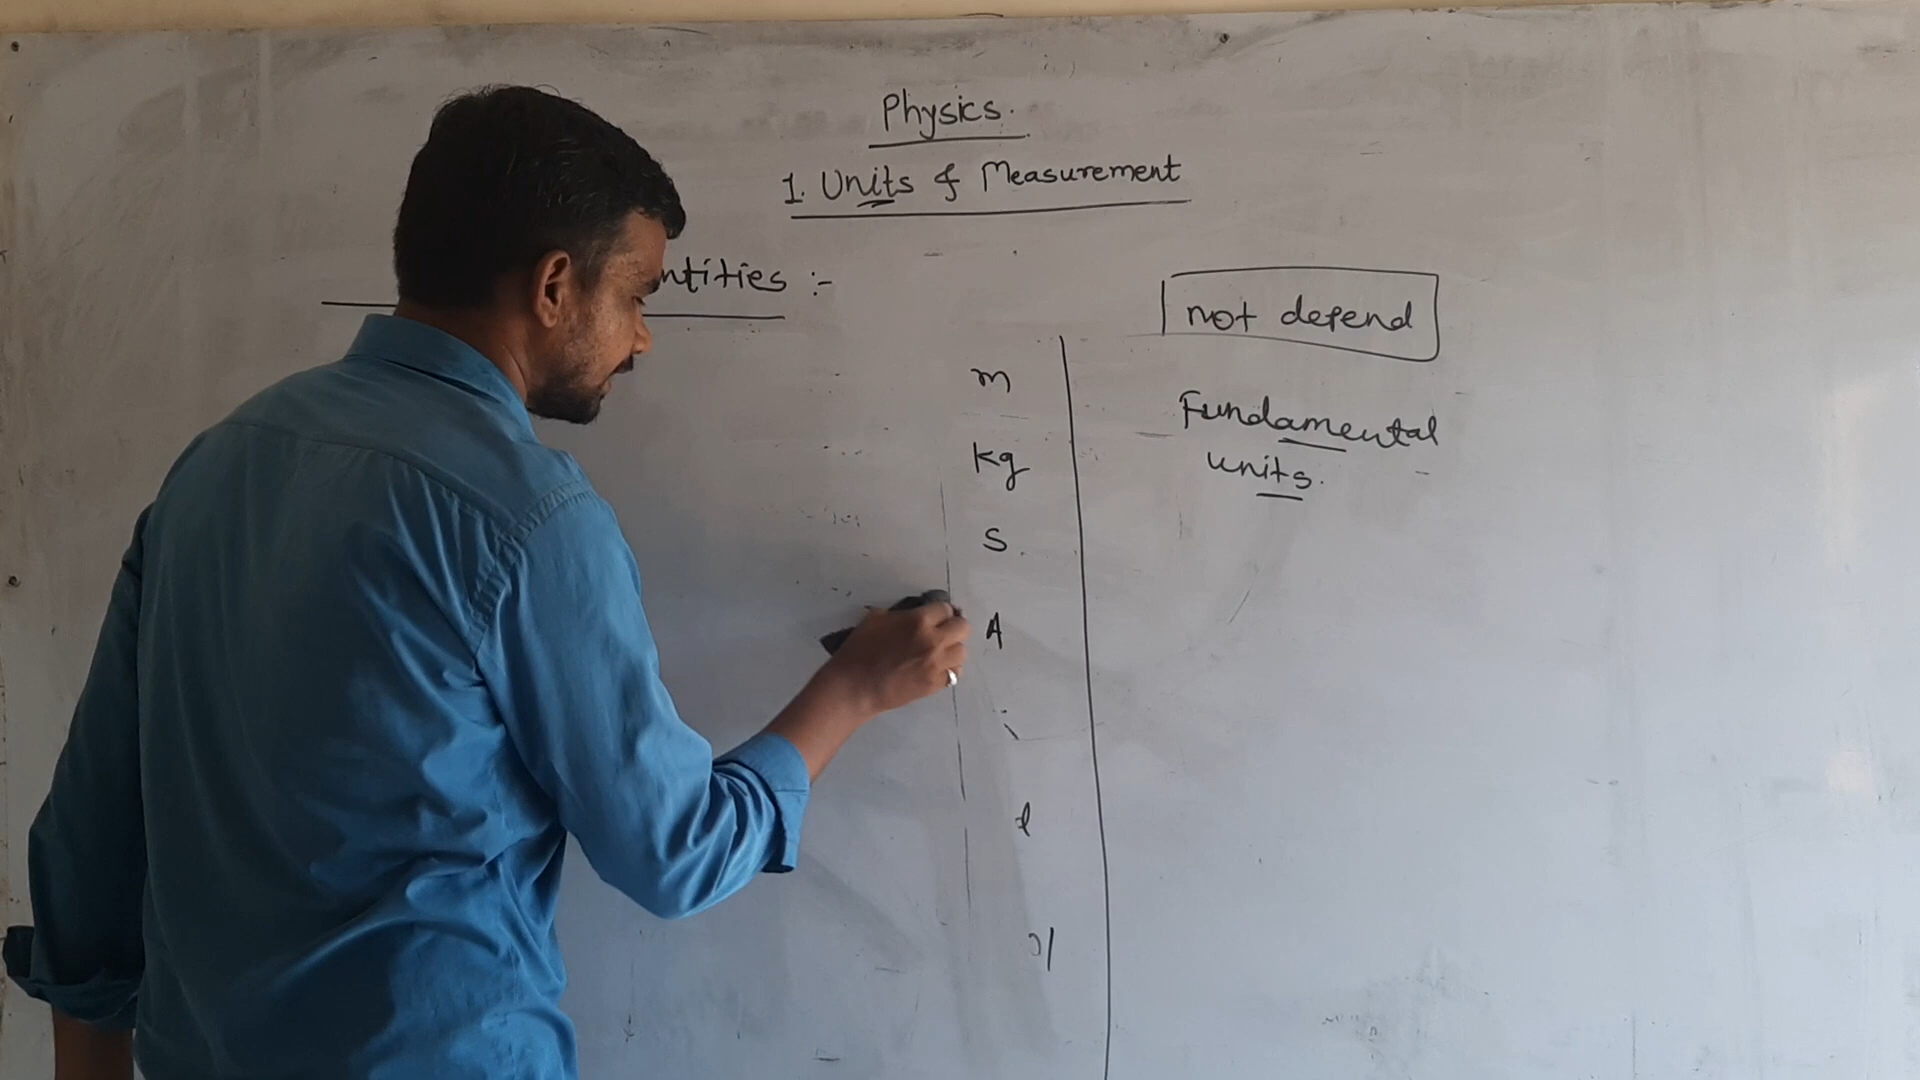 Physics.
1. Units & Measurement
ntities :-
not depend
m
Fundamental
units.
kg
S
A